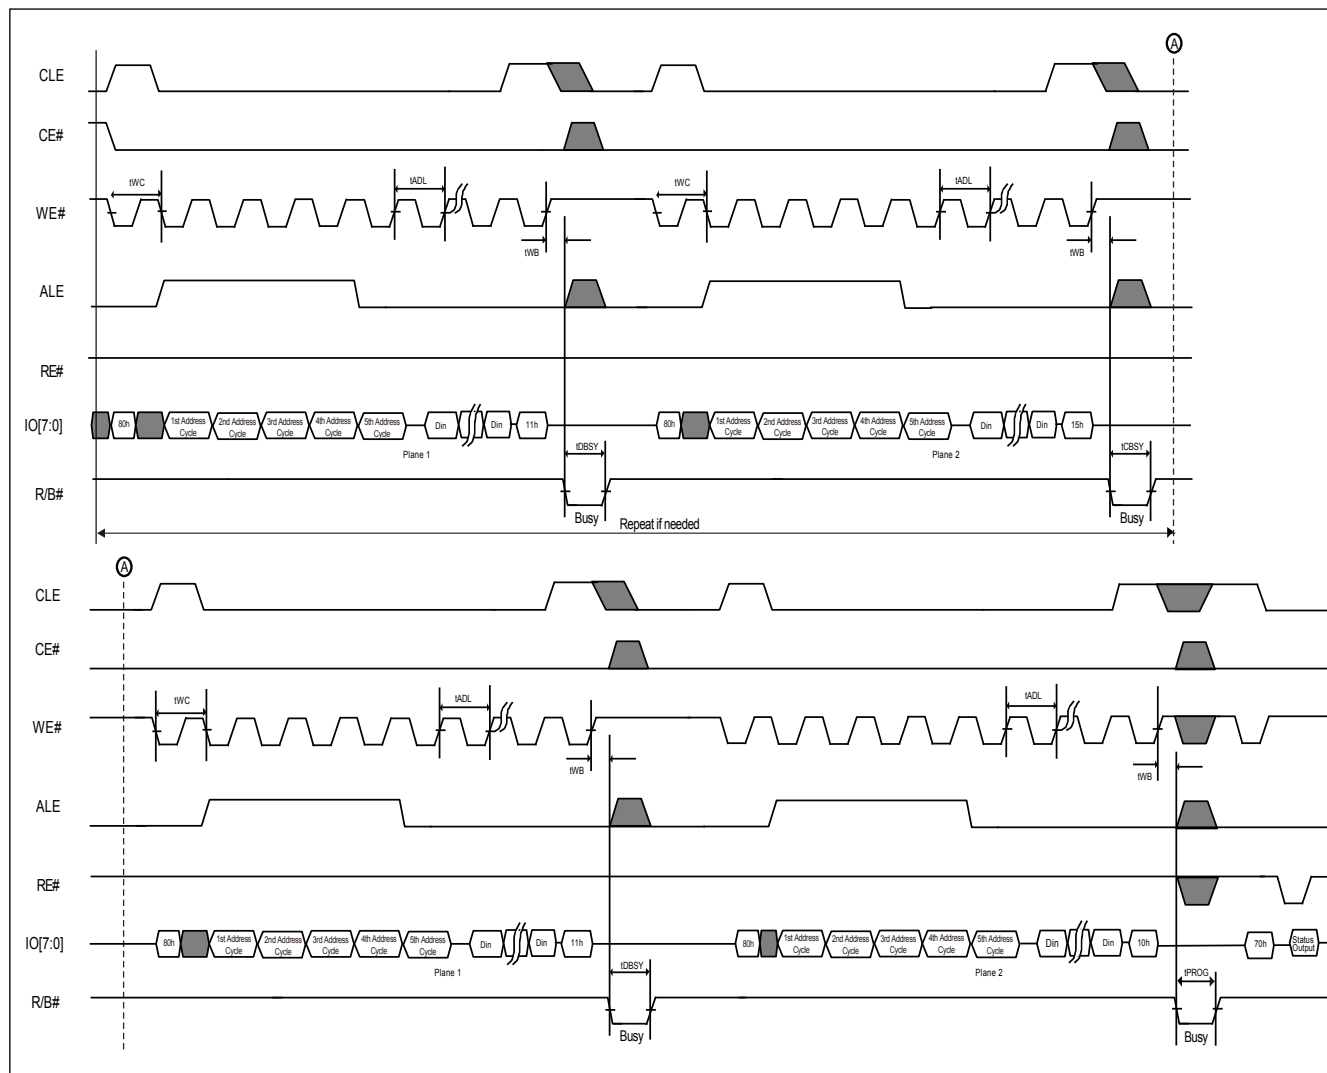 A
CLE
CE#
tWC
tADL
tWC
tADL
WE#
tWB
tWB
ALE
RE#
IO[7:0]
80h
1st Address Cycle
2nd Address Cycle
3rd Address Cycle
4th Address Cycle
5th Address Cycle
Din
Din
11h
80h
1st Address Cycle
2nd Address Cycle
3rd Address Cycle
4th Address Cycle
5th Address Cycle
Din
Din
15h
Plane 1
tDBSY
Plane 2
tCBSY
R/B#
Busy
Busy
Repeat if needed
A
CLE
CE#
tWC
tADL
tADL
WE#
tWB
tWB
ALE
RE#
IO[7:0]
80h
1st Address Cycle
2nd Address Cycle
3rd Address Cycle
4th Address Cycle
5th Address Cycle
Din
Din
11h
80h
1st Address Cycle
2nd Address Cycle
3rd Address Cycle
4th Address Cycle
5th Address Cycle
Din
Din
10h
70h
Status Output
Plane 1
tDBSY
Plane 2
tPROG
R/B#
Busy
Busy